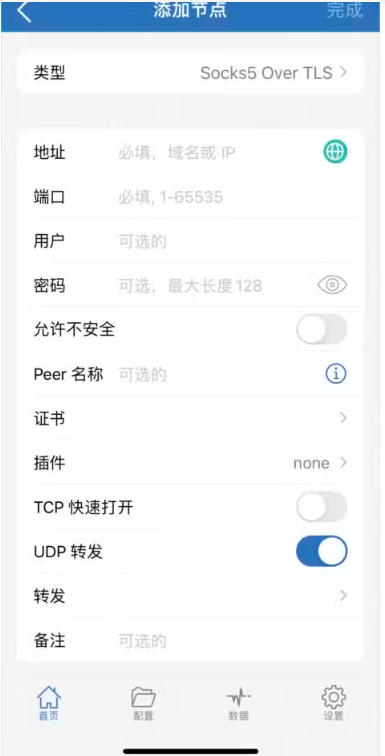 添加节点 完成
类型 Socks5 Over TLS
地址 必填，域名或 IP
端口 必填, 1-65535
用户 可选的
密码 可选，最大长度128
允许不安全
Peer 名称 可选的
证书
插件 none
TCP 快速打开
UDP 转发
转发
备注 可选的
首页 配置 数据 设置